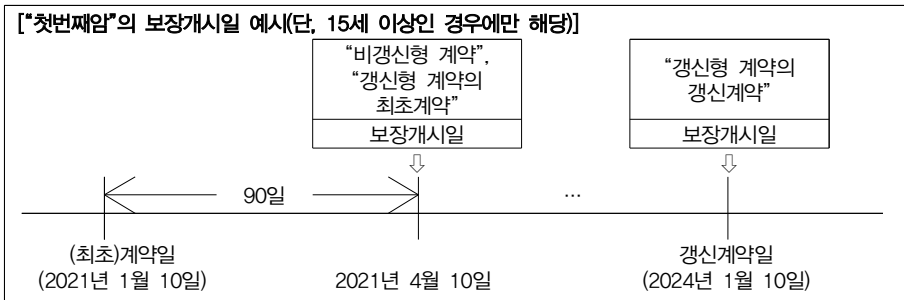 ["첫번째암"의 보장개시일 예시(단, 15세 이상인 경우에만 해당)]
"비갱신형 계약",
"갱신형 계약의
최초계약"
보장개시일
"갱신형 계약의
갱신계약"
보장개시일
90일
...
(최초)계약일
(2021년 1월 10일)
2021년 4월 10일
갱신계약일
(2024년 1월 10일)